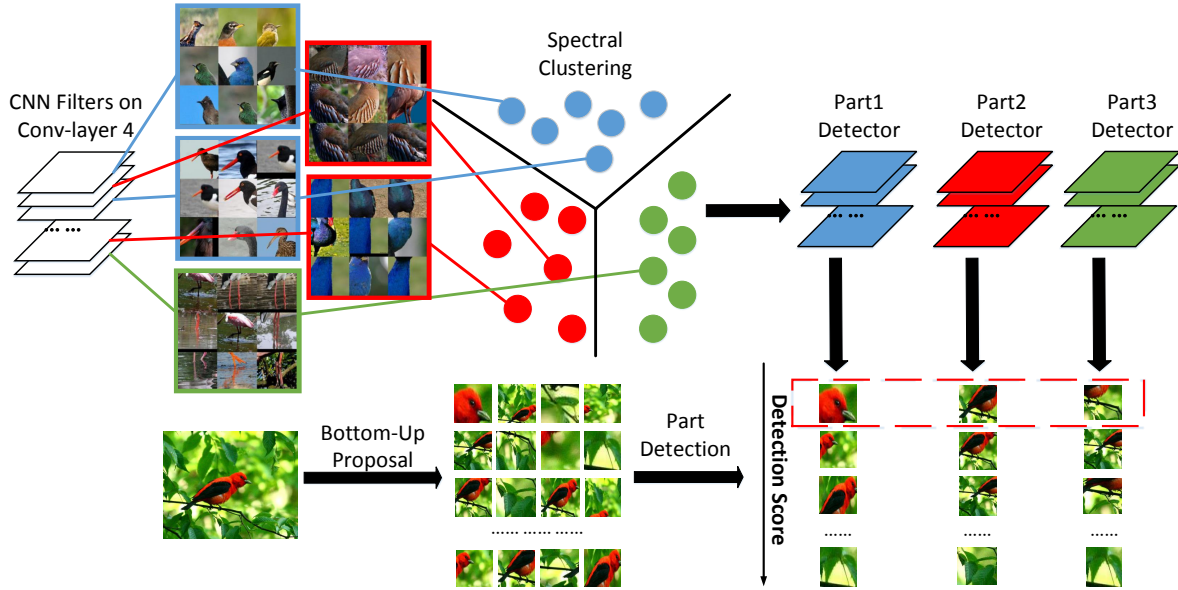 CNN Filters on
Conv-layer 4
... ...
Spectral
Clustering
Part1
Detector
Part2
Detector
Part3
Detector
... ...
... ...
... ...
Bottom-Up
Proposal
...... ...... ......
Part
Detection
Detection Score
......
......
......